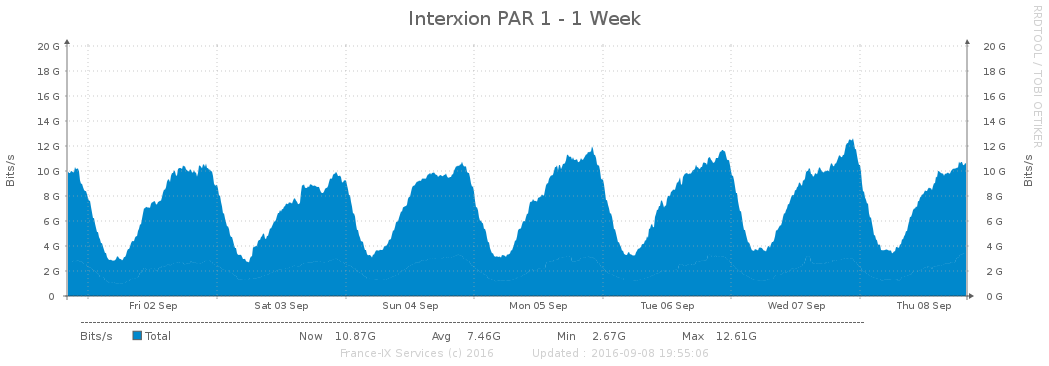 Interxion PAR 1 - 1 Week
RRDTOOL / TOBI OETIKER
Bits/s
Bits/s
20 G 20 G
18 G 18 G
16 G 16 G
14 G 14 G
12 G 12 G
10 G 10 G
8 G 8 G
6 G 6 G
4 G 4 G
2 G 2 G
0 0 G
Fri 02 Sep Sat 03 Sep Sun 04 Sep Mon 05 Sep Tue 06 Sep Wed 07 Sep Thu 08 Sep
Bits/s Total Now 10.87G Avg 7.46G Min 2.67G Max 12.61G
France-IX Services (c) 2016 Updated : 2016-09-08 19:55:06